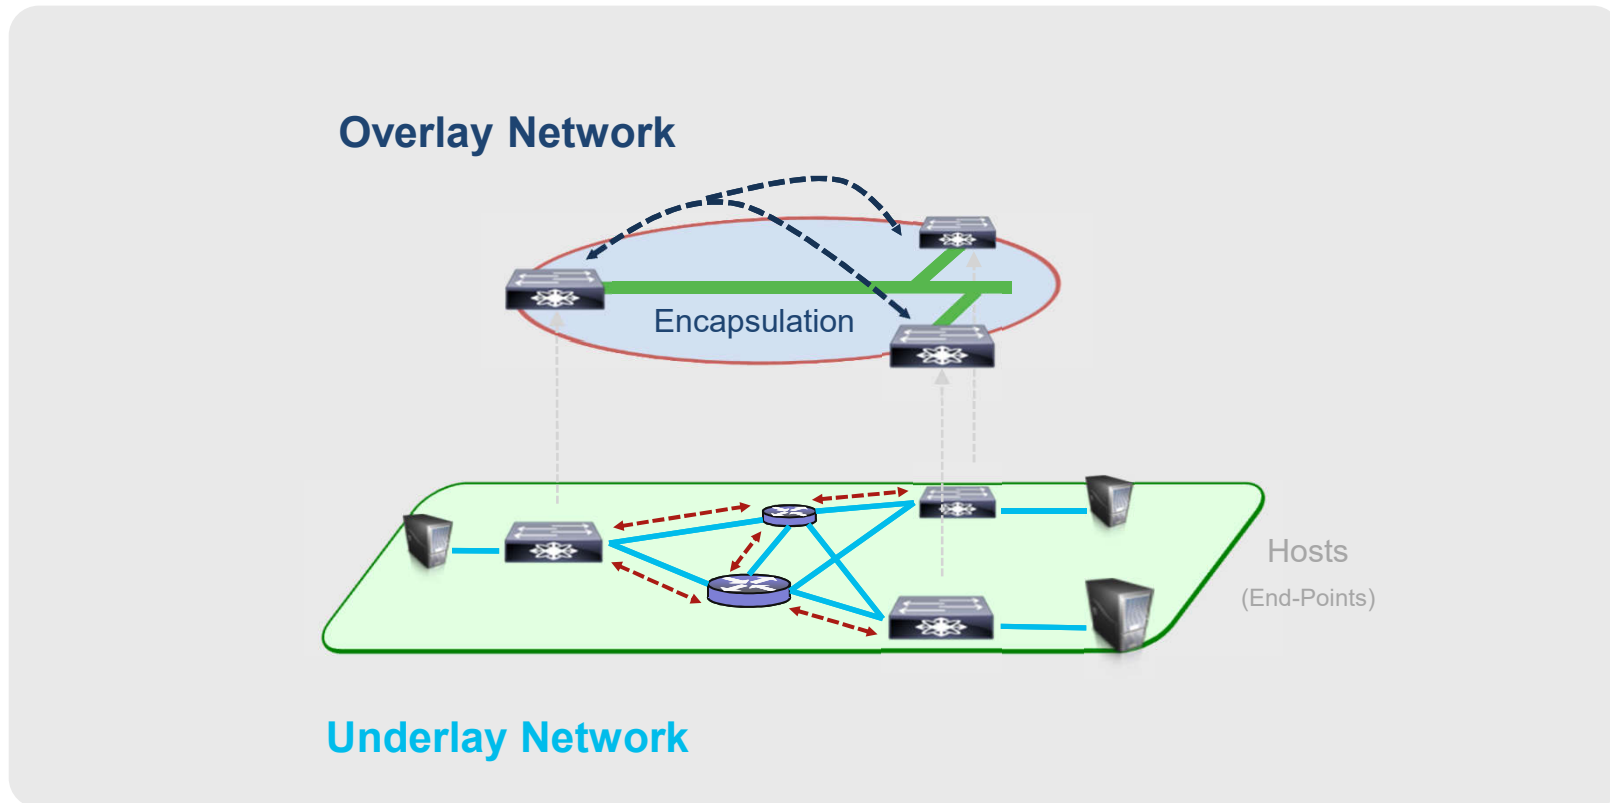 Overlay Network
Encapsulation
Hosts
(End-Points)
Underlay Network